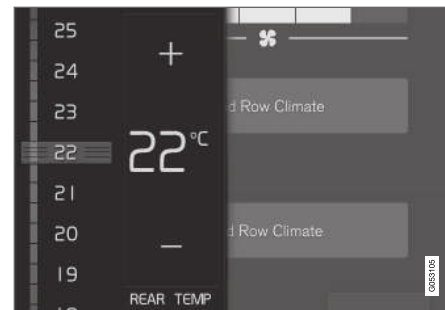 25
24
23
22
21
20
19
+
22°C
−
REAR TEMP
d Row Climate
d Row Climate
G053105